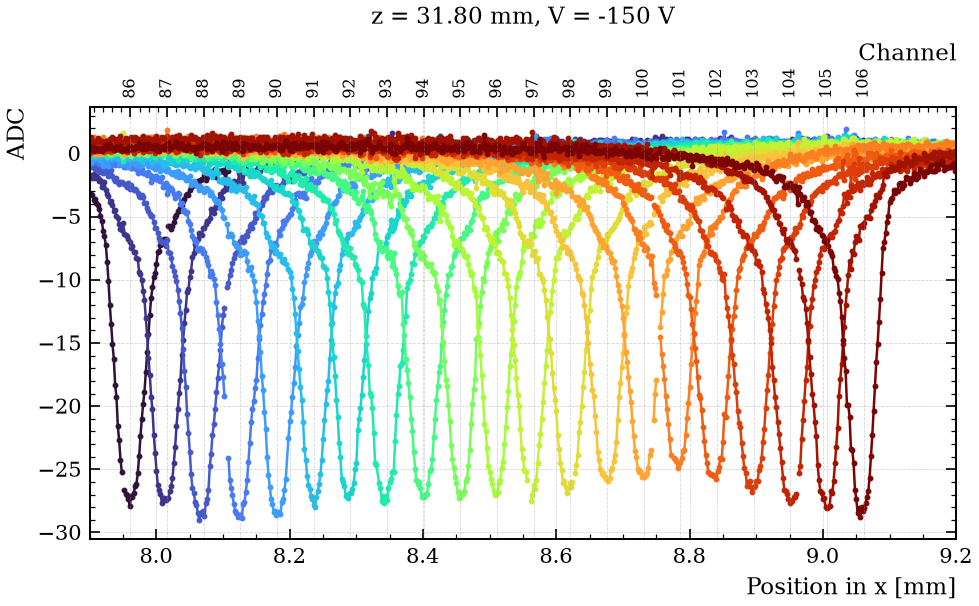 z = 31.80 mm, V = -150 V
Channel
86 87 88 89 90 91 92 93 94 95 96 97 98 99 100 101 102 103 104 105 106
ADC
0
−5
−10
−15
−20
−25
−30
8.0 8.2 8.4 8.6 8.8 9.0 9.2
Position in x [mm]